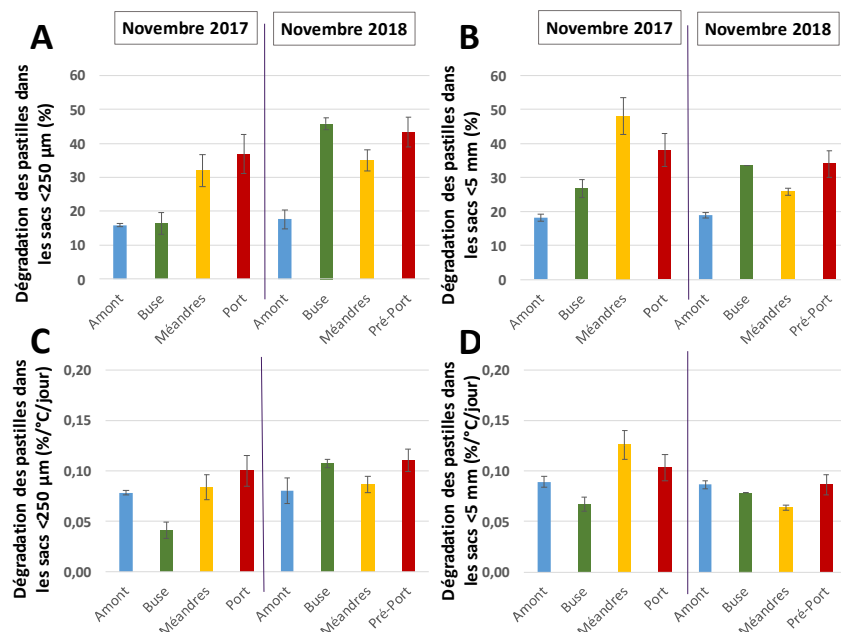 A
Novembre 2017
Novembre 2018
Dégradation des pastilles dans
les sacs <250 µm (%)
60
50
40
30
20
10
0
Amont
Buse
Méandres
Port
Amont
Buse
Méandres
Pré-Port
B
Novembre 2017
Novembre 2018
Dégradation des pastilles dans
les sacs <5 mm (%)
60
50
40
30
20
10
0
Amont
Buse
Méandres
Port
Amont
Buse
Méandres
Pré-Port
C
Dégradation des pastilles dans
les sacs <250 µm (%/°C/jour)
0,20
0,15
0,10
0,05
0,00
Amont
Buse
Méandres
Port
Amont
Buse
Méandres
Pré-Port
D
Dégradation des pastilles dans
les sacs <5 mm (%/°C/jour)
0,20
0,15
0,10
0,05
0,00
Amont
Buse
Méandres
Port
Amont
Buse
Méandres
Pré-Port